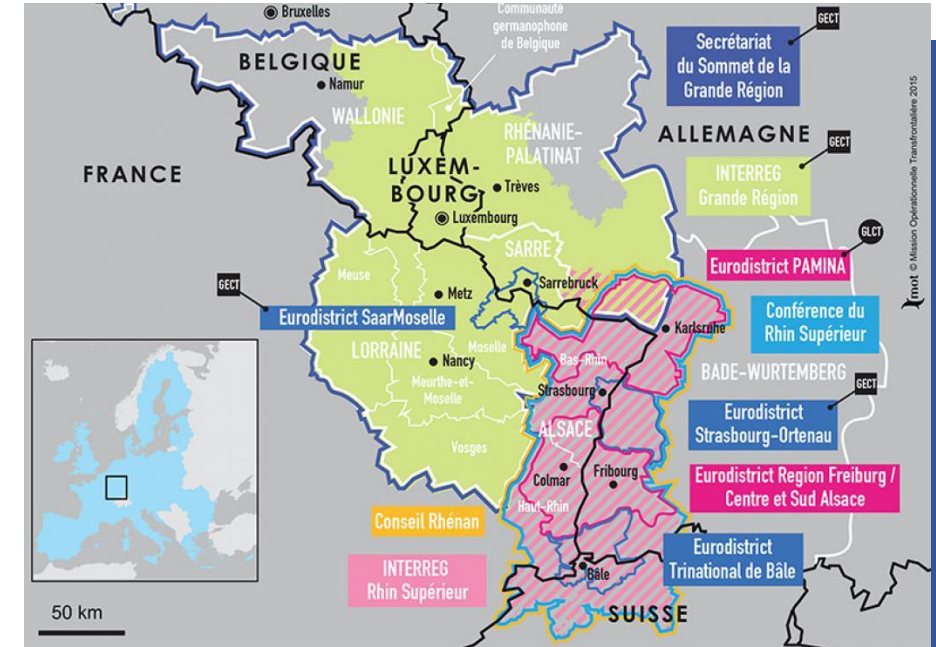 Bruxelles
Communauté
germanophone
de Belgique
GECT
Secrétariat
du Sommet de la
Grande Région
BELGIQUE
Namur
WALLONIE
RHÉNANIE-
PALATINAT
ALLEMAGNE
GECT
FRANCE
LUXEM-
BOURG
Trèves
Luxembourg
INTERREG
Grande Région
SARRE
GLCT
Eurodistrict PAMINA
Meuse
Metz
Sarrebruck
GECT
Eurodistrict SaarMoselle
Karlsruhe
Conférence du
Rhin Supérieur
LORRAINE
Moselle
Nancy
Bas-Rhin
Meurthe-et-
Moselle
Strasbourg
BADE-WURTEMBERG
GECT
Eurodistrict
Strasbourg-Ortenau
ALSACE
Vosges
Colmar
Fribourg
Eurodistrict Region Freiburg /
Centre et Sud Alsace
Haut-Rhin
Conseil Rhénan
Eurodistrict
Trinational de Bâle
INTERREG
Rhin Supérieur
Bâle
SUISSE
50 km
mot © Mission Opérationnelle Transfrontalière 2015